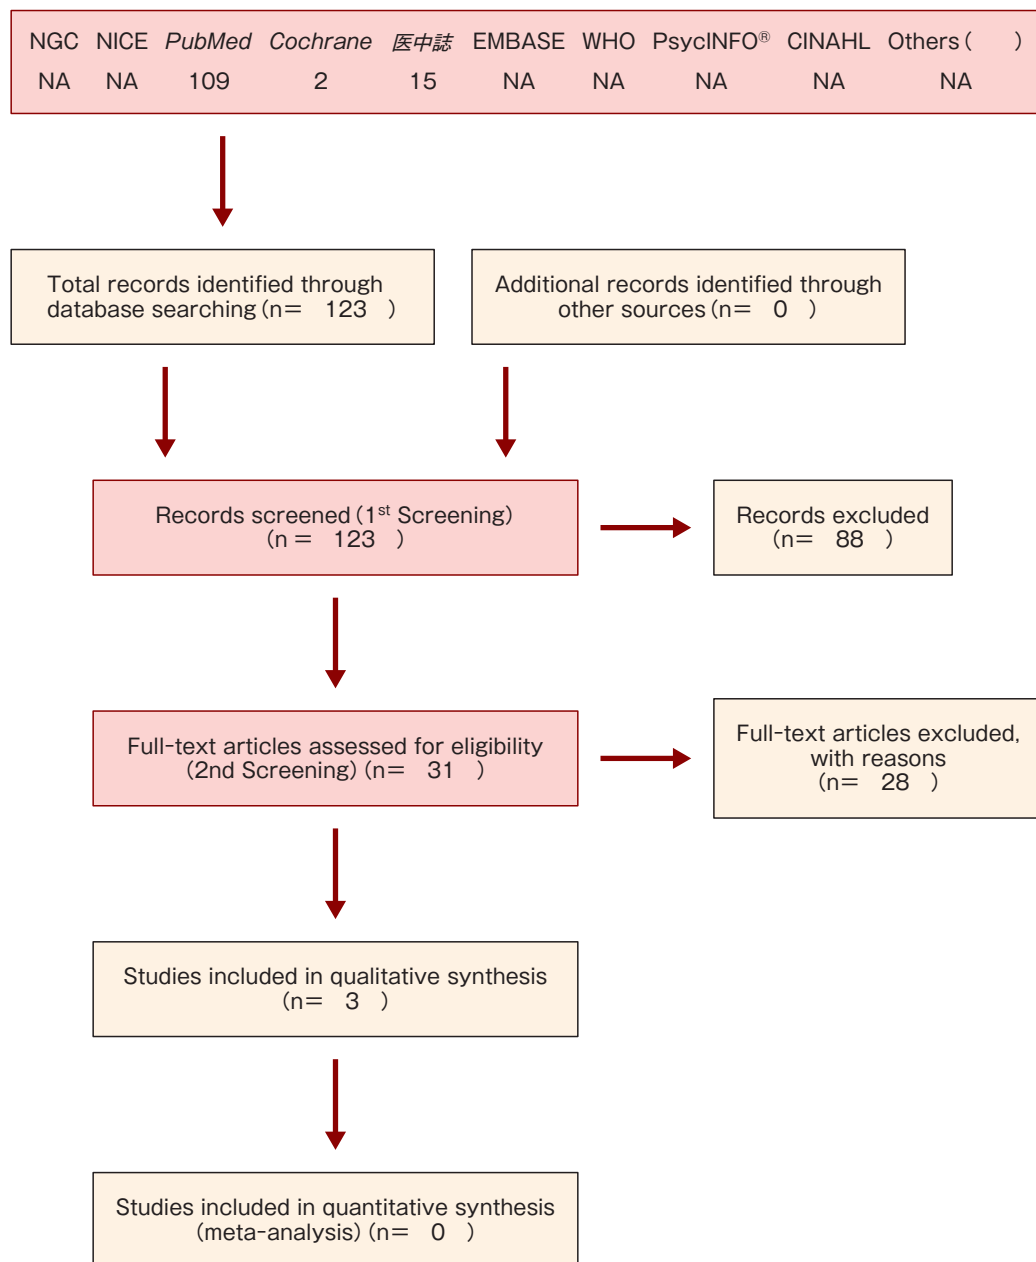 NGC NICE PubMed Cochrane 医中誌 EMBASE WHO PsycINFO® CINAHL Others ( )
NA NA 109 2 15 NA NA NA NA NA
Total records identified through
database searching (n= 123 )
Additional records identified through
other sources (n= 0 )
Records screened (1st Screening)
(n = 123 )
Records excluded
(n= 88 )
Full-text articles assessed for eligibility
(2nd Screening) (n= 31 )
Full-text articles excluded,
with reasons
(n= 28 )
Studies included in qualitative synthesis
(n= 3 )
Studies included in quantitative synthesis
(meta-analysis) (n= 0 )